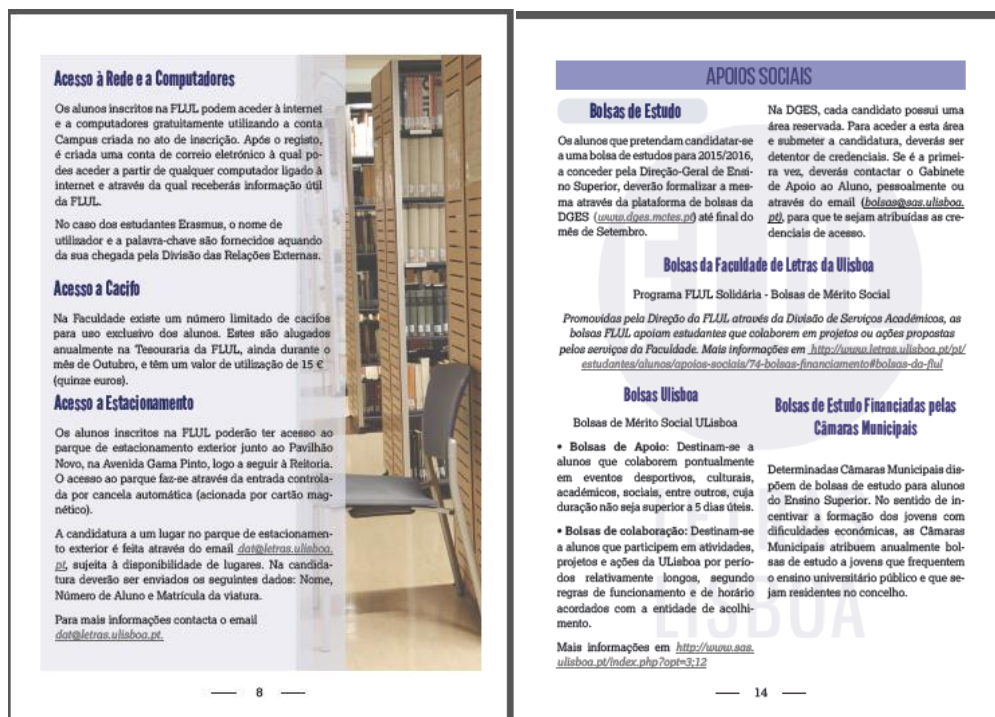 Acesso à Rede e a Computadores
Os alunos inscritos na FLUL podem aceder à internet
e a computadores gratuitamente utilizando a conta
Campus criada no ato de inscrição. Após o registo,
é criada uma conta de correio eletrónico à qual po-
des aceder a partir de qualquer computador ligado à
internet e através da qual receberás informação útil
da FLUL.
No caso dos estudantes Erasmus, o nome de
utilizador e a palavra-chave são fornecidos aquando
da sua chegada pela Divisão das Relações Externas.
Acesso a Cacifo
Na Faculdade existe um número limitado de cacifos
para uso exclusivo dos alunos. Estes são alugados
anualmente na Tesouraria da FLUL, ainda durante o
mês de Outubro, e têm um valor de utilização de 15 €
(quinze euros).
Acesso a Estacionamento
Os alunos inscritos na FLUL poderão ter acesso ao
parque de estacionamento exterior junto ao Pavilhão
Novo, na Avenida Gama Pinto, logo a seguir à Reitoria.
O acesso ao parque faz-se através da entrada controla-
da por cancela automática (acionada por cartão mag-
nético).
A candidatura a um lugar no parque de estacionamen-
to exterior é feita através do email dat@letras.ulisboa.
pt, sujeita à disponibilidade de lugares. Na candida-
tura deverão ser enviados os seguintes dados: Nome,
Número de Aluno e Matrícula da viatura.
Para mais informações contacta o email
dat@letras.ulisboa.pt.
8
APOIOS SOCIAIS
Bolsas de Estudo
Os alunos que pretendam candidatar-se
a uma bolsa de estudos para 2015/2016,
a conceder pela Direção-Geral de Ensi-
no Superior, deverão formalizar a mes-
ma através da plataforma de bolsas da
DGES (www.dges.mctes.pt) até final do
mês de Setembro.
Na DGES, cada candidato possui uma
área reservada. Para aceder a esta área
e submeter a candidatura, deverás ser
detentor de credenciais. Se é a primei-
ra vez, deverás contactar o Gabinete
de Apoio ao Aluno, pessoalmente ou
através do email (bolsas@sas.ulisboa.
pt), para que te sejam atribuídas as cre-
denciais de acesso.
Bolsas da Faculdade de Letras da Ulisboa
Programa FLUL Solidária - Bolsas de Mérito Social
Promovidas pela Direção da FLUL através da Divisão de Serviços Académicos, as
bolsas FLUL apoiam estudantes que colaborem em projetos ou ações propostas
pelos serviços da Faculdade. Mais informações em http://www.letras.ulisboa.pt/pt/
estudantes/alunos/apoios-sociais/74-bolsas-financiamento#bolsas-da-flul
Bolsas Ulisboa
Bolsas de Mérito Social ULisboa
• Bolsas de Apoio: Destinam-se a
alunos que colaborem pontualmente
em eventos desportivos, culturais,
académicos, sociais, entre outros, cuja
duração não seja superior a 5 dias úteis.
• Bolsas de colaboração: Destinam-se
a alunos que participem em atividades,
projetos e ações da ULisboa por perío-
dos relativamente longos, segundo
regras de funcionamento e de horário
acordados com a entidade de acolhi-
mento.
Mais informações em http://www.sas.
ulisboa.pt/index.php?opt=3;12
Bolsas de Estudo Financiadas pelas
Câmaras Municipais
Determinadas Câmaras Municipais dis-
põem de bolsas de estudo para alunos
do Ensino Superior. No sentido de in-
centivar a formação dos jovens com
dificuldades económicas, as Câmaras
Municipais atribuem anualmente bol-
sas de estudo a jovens que frequentem
o ensino universitário público e que se-
jam residentes no concelho.
LETRAS
LISBOA
14